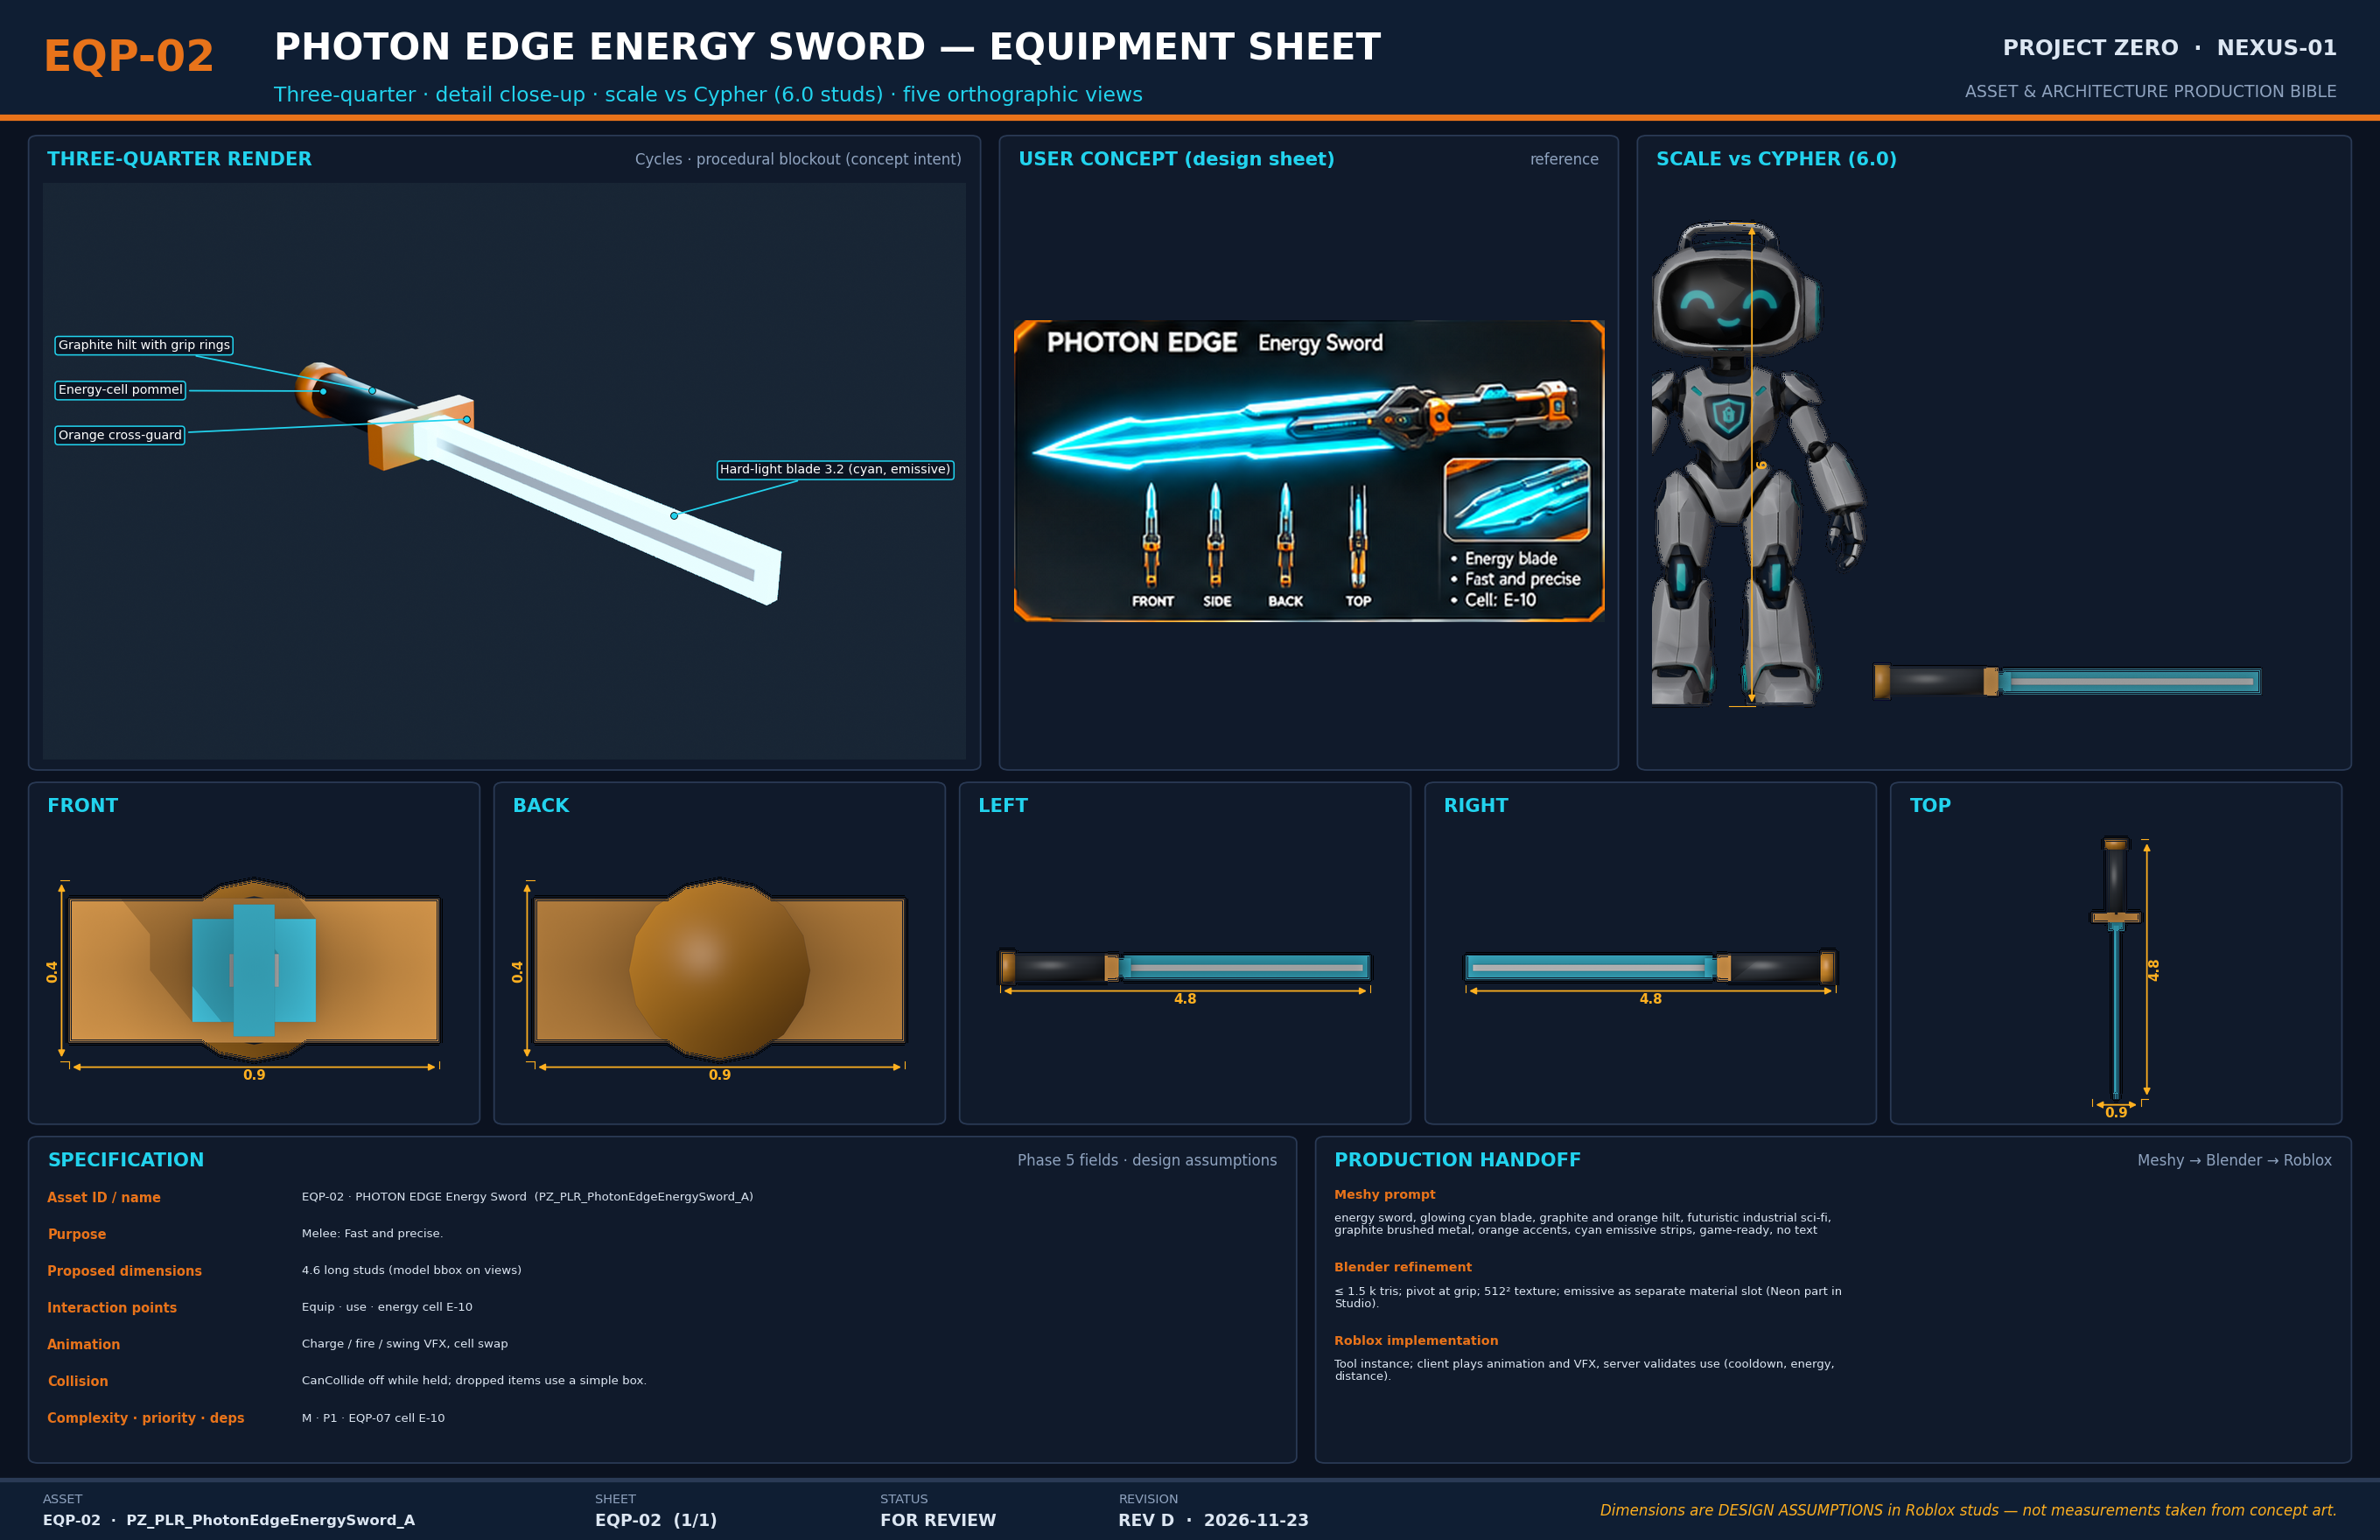 EQP-02
PHOTON EDGE ENERGY SWORD — EQUIPMENT SHEET
Three-quarter · detail close-up · scale vs Cypher (6.0 studs) · five orthographic views
PROJECT ZERO · NEXUS-01
ASSET & ARCHITECTURE PRODUCTION BIBLE
THREE-QUARTER RENDER
Cycles · procedural blockout (concept intent)
Graphite hilt with grip rings
Energy-cell pommel
Orange cross-guard
Hard-light blade 3.2 (cyan, emissive)
USER CONCEPT (design sheet)
reference
PHOTON EDGE Energy Sword
FRONT SIDE BACK TOP
• Energy blade
• Fast and precise
• Cell: E-10
SCALE vs CYPHER (6.0)
6
FRONT
0.4
0.9
BACK
0.4
0.9
LEFT
4.8
RIGHT
4.8
TOP
4.8
0.9
SPECIFICATION
Phase 5 fields · design assumptions
Asset ID / name EQP-02 · PHOTON EDGE Energy Sword (PZ_PLR_PhotonEdgeEnergySword_A)
Purpose Melee: Fast and precise.
Proposed dimensions 4.6 long studs (model bbox on views)
Interaction points Equip · use · energy cell E-10
Animation Charge / fire / swing VFX, cell swap
Collision CanCollide off while held; dropped items use a simple box.
Complexity · priority · deps M · P1 · EQP-07 cell E-10
PRODUCTION HANDOFF
Meshy → Blender → Roblox
Meshy prompt
energy sword, glowing cyan blade, graphite and orange hilt, futuristic industrial sci-fi,
graphite brushed metal, orange accents, cyan emissive strips, game-ready, no text
Blender refinement
≤ 1.5 k tris; pivot at grip; 512² texture; emissive as separate material slot (Neon part in
Studio).
Roblox implementation
Tool instance; client plays animation and VFX, server validates use (cooldown, energy,
distance).
ASSET
EQP-02 · PZ_PLR_PhotonEdgeEnergySword_A
SHEET
EQP-02 (1/1)
STATUS
FOR REVIEW
REVISION
REV D · 2026-11-23
Dimensions are DESIGN ASSUMPTIONS in Roblox studs — not measurements taken from concept art.